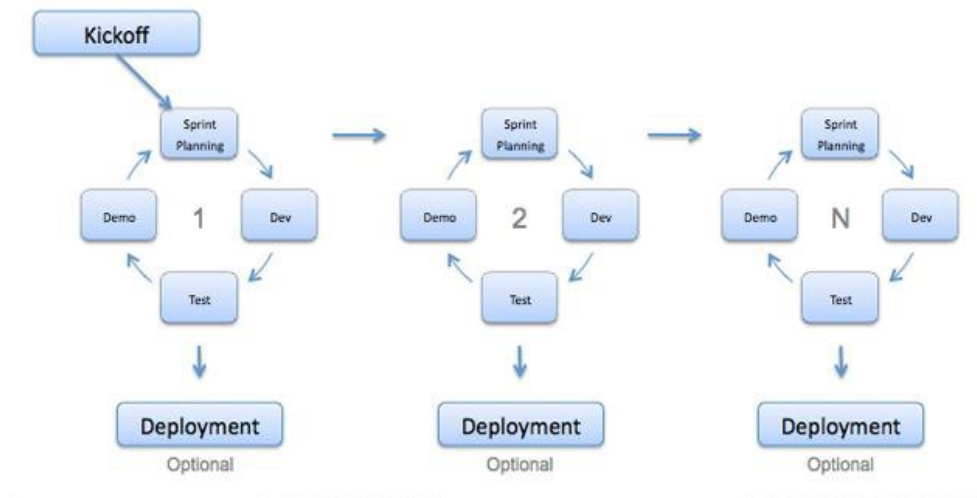 Kickoff
Sprint
Planning
Demo
1
Dev
Test
Deployment
Optional
Sprint
Planning
Demo
2
Dev
Test
Deployment
Optional
Sprint
Planning
Demo
N
Dev
Test
Deployment
Optional